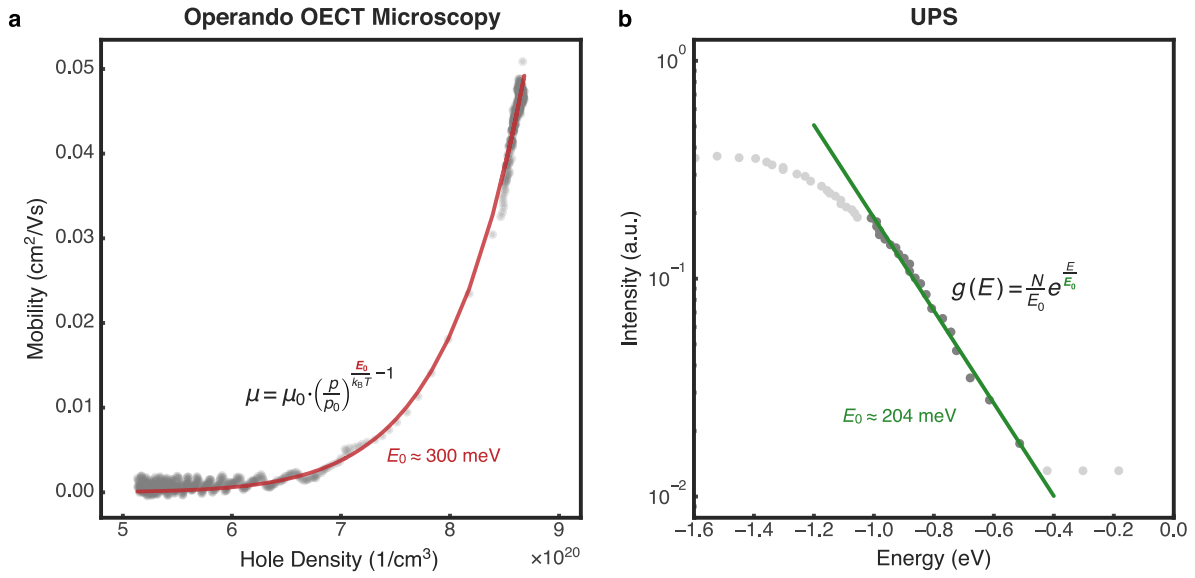 a
Operando OECT Microscopy
Mobility (cm²/Vs)
0.05
0.04
0.03
0.02
0.01
0.00
μ = μ₀·(p/p₀)^(E₀/k_BT −1)
E₀ ≈ 300 meV
5 6 7 8 9
×10²⁰
Hole Density (1/cm³)
b
UPS
Intensity (a.u.)
10⁰
10⁻¹
10⁻²
g(E) = N/E₀ e^(E/E₀)
E₀ ≈ 204 meV
−1.6 −1.4 −1.2 −1.0 −0.8 −0.6 −0.4 −0.2 0.0
Energy (eV)